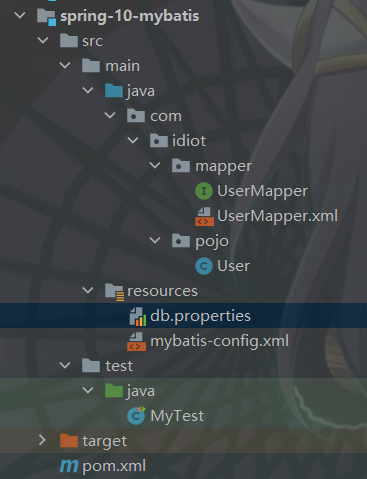 spring-10-mybatis
src
main
java
com
idiot
mapper
UserMapper
UserMapper.xml
pojo
User
resources
db.properties
mybatis-config.xml
test
java
MyTest
target
pom.xml